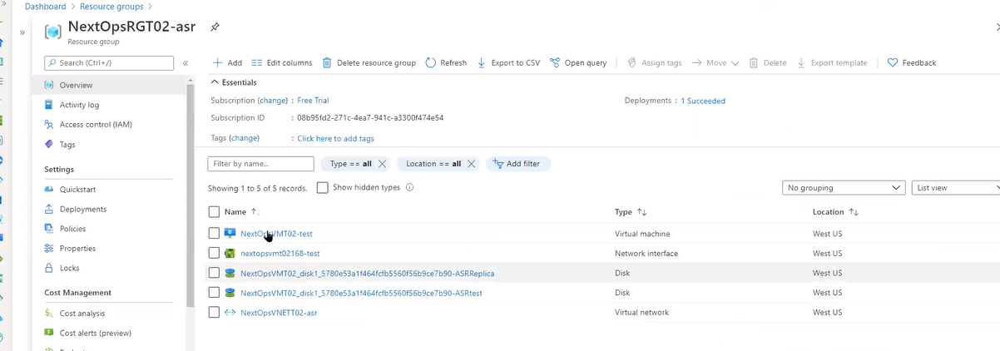 Dashboard > Resource groups >
NextOpsRGT02-asr
Resource group
Search (Ctrl+/)
Overview
Activity log
Access control (IAM)
Tags
Settings
Quickstart
Deployments
Policies
Properties
Locks
Cost Management
Cost analysis
Cost alerts (preview)
Add Edit columns Delete resource group Refresh Export to CSV Open query Assign tags Move Delete Export template Feedback
Essentials
Subscription (change) : Free Trial Deployments : 1 Succeeded
Subscription ID : 08b95fd2-271c-4ea7-941c-a3300f474e54
Tags (change) : Click here to add tags
Filter by name... Type == all Location == all Add filter
Showing 1 to 5 of 5 records. Show hidden types No grouping List view
Name Type Location
NextOpsVMT02-test Virtual machine West US
nextopsvmt02168-test Network interface West US
NextOpsVMT02_disk1_5780e53a1f464fcfb5560f56b9ce7b90-ASRReplica Disk West US
NextOpsVMT02_disk1_5780e53a1f464fcfb5560f56b9ce7b90-ASRtest Disk West US
NextOpsVNETT02-asr Virtual network West US